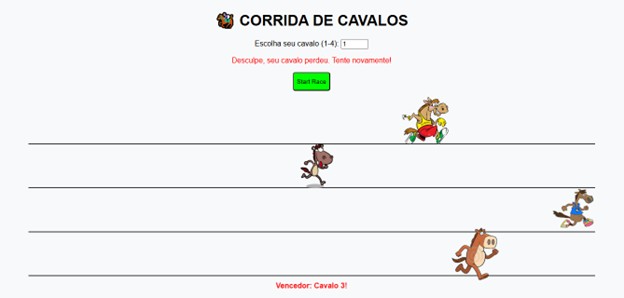 CORRIDA DE CAVALOS
Escolha seu cavalo (1-4): 1
Desculpe, seu cavalo perdeu. Tente novamente!
Start Race
Vencedor: Cavalo 3!